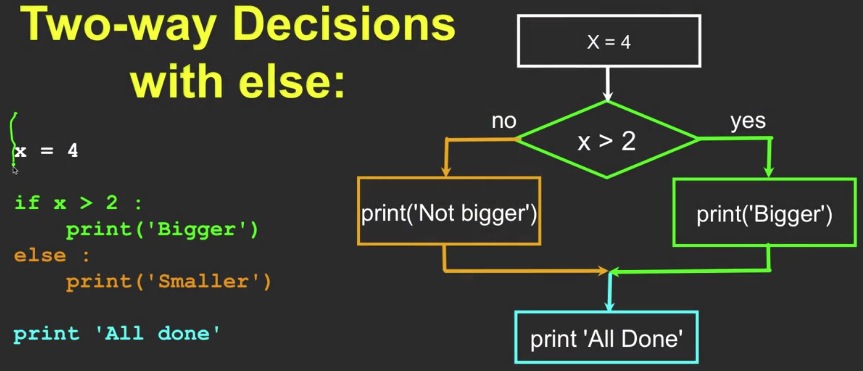 Two-way Decisions
with else:
x = 4
if x > 2 :
print('Bigger')
else :
print('Smaller')
print 'All done'
X = 4
no
x > 2
yes
print('Not bigger')
print('Bigger')
print 'All Done'